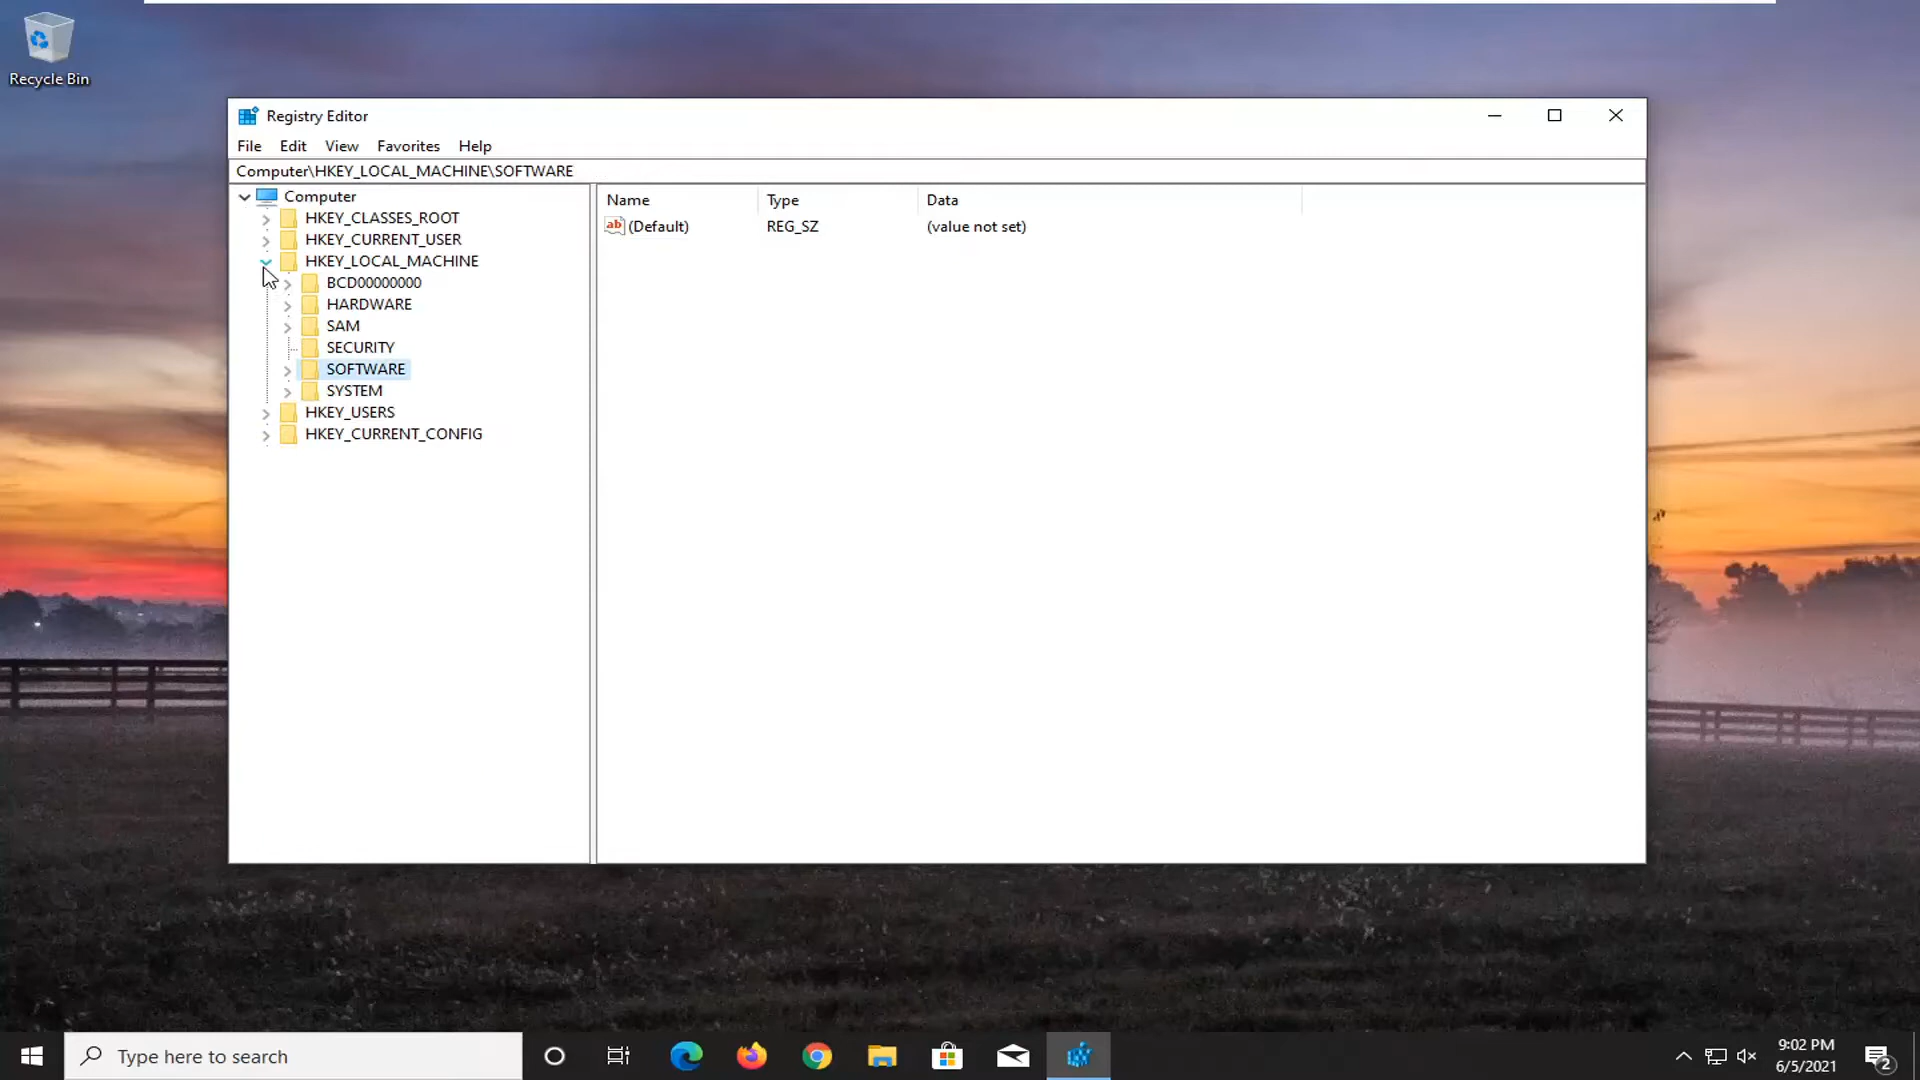 Recycle Bin
Registry Editor
File Edit View Favorites Help
Computer\HKEY_LOCAL_MACHINE\SOFTWARE
Computer
HKEY_CLASSES_ROOT
HKEY_CURRENT_USER
HKEY_LOCAL_MACHINE
BCD00000000
HARDWARE
SAM
SECURITY
SOFTWARE
SYSTEM
HKEY_USERS
HKEY_CURRENT_CONFIG
Name Type Data
ab (Default) REG_SZ (value not set)
Type here to search
9:02 PM
6/5/2021
2